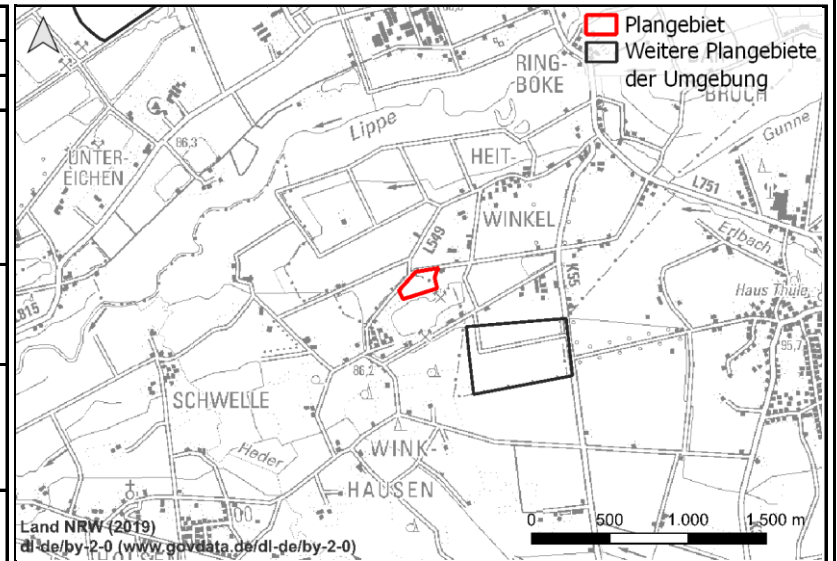 Plangebiet
Weitere Plangebiete
der Umgebung
RING-
BOKE
BRUCH
Lippe
Gunne
UNTER-
EICHEN
86,3
HEIT-
L751
WINKEL
L549
Erlbach
K55
Haus Thüle
L815
95,7
86,2
SCHWELLE
WINK-
Heder
HAUSEN
Land NRW (2019)
dl-de/by-2-0 (www.govdata.de/dl-de/by-2-0)
0 500 1.000 1.500 m